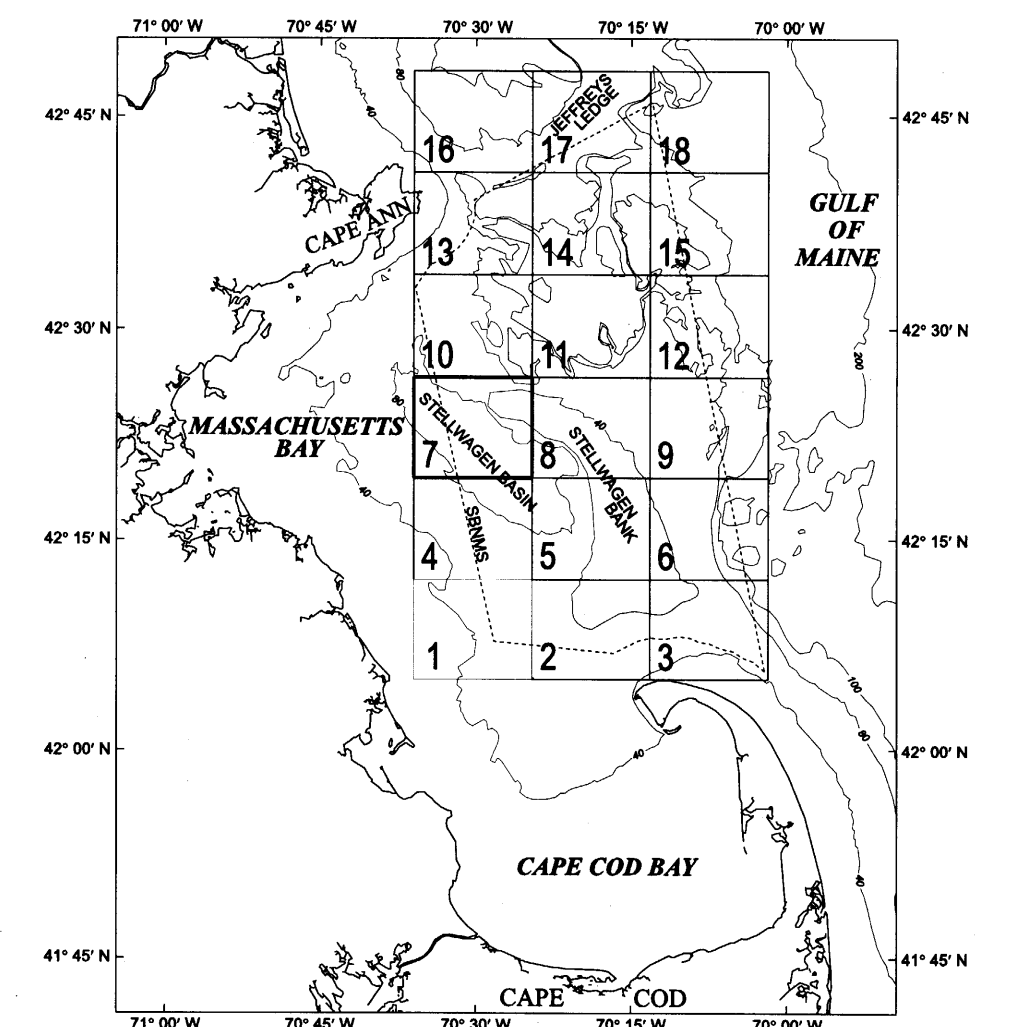 71° 00′ W 70° 45′ W 70° 30′ W 70° 15′ W 70° 00′ W
80
40
JEFFREYS
LEDGE
42° 45′ N
42° 45′ N
16 17 18
CAPE ANN
GULF
OF
MAINE
13 14 15
42° 30′ N
42° 30′ N
10 11 12
200
80
STELLWAGEN BASIN
40
MASSACHUSETTS
BAY
STELLWAGEN
BANK
7 8 9
40
SBNMS
42° 15′ N
42° 15′ N
4 5 6
1 2 3
100
80
42° 00′ N
40
42° 00′ N
CAPE COD BAY
40
41° 45′ N
41° 45′ N
CAPE COD
71° 00′ W 70° 45′ W 70° 30′ W 70° 15′ W 70° 00′ W